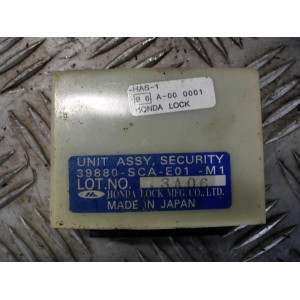 HAS-1
A-00 0001
HONDA LOCK
UNIT ASSY, SECURITY
39880-SCA-E01 -M1
LOT.NO. 3A06
HONDA LOCK MFG.CO.,LTD.
MADE IN JAPAN